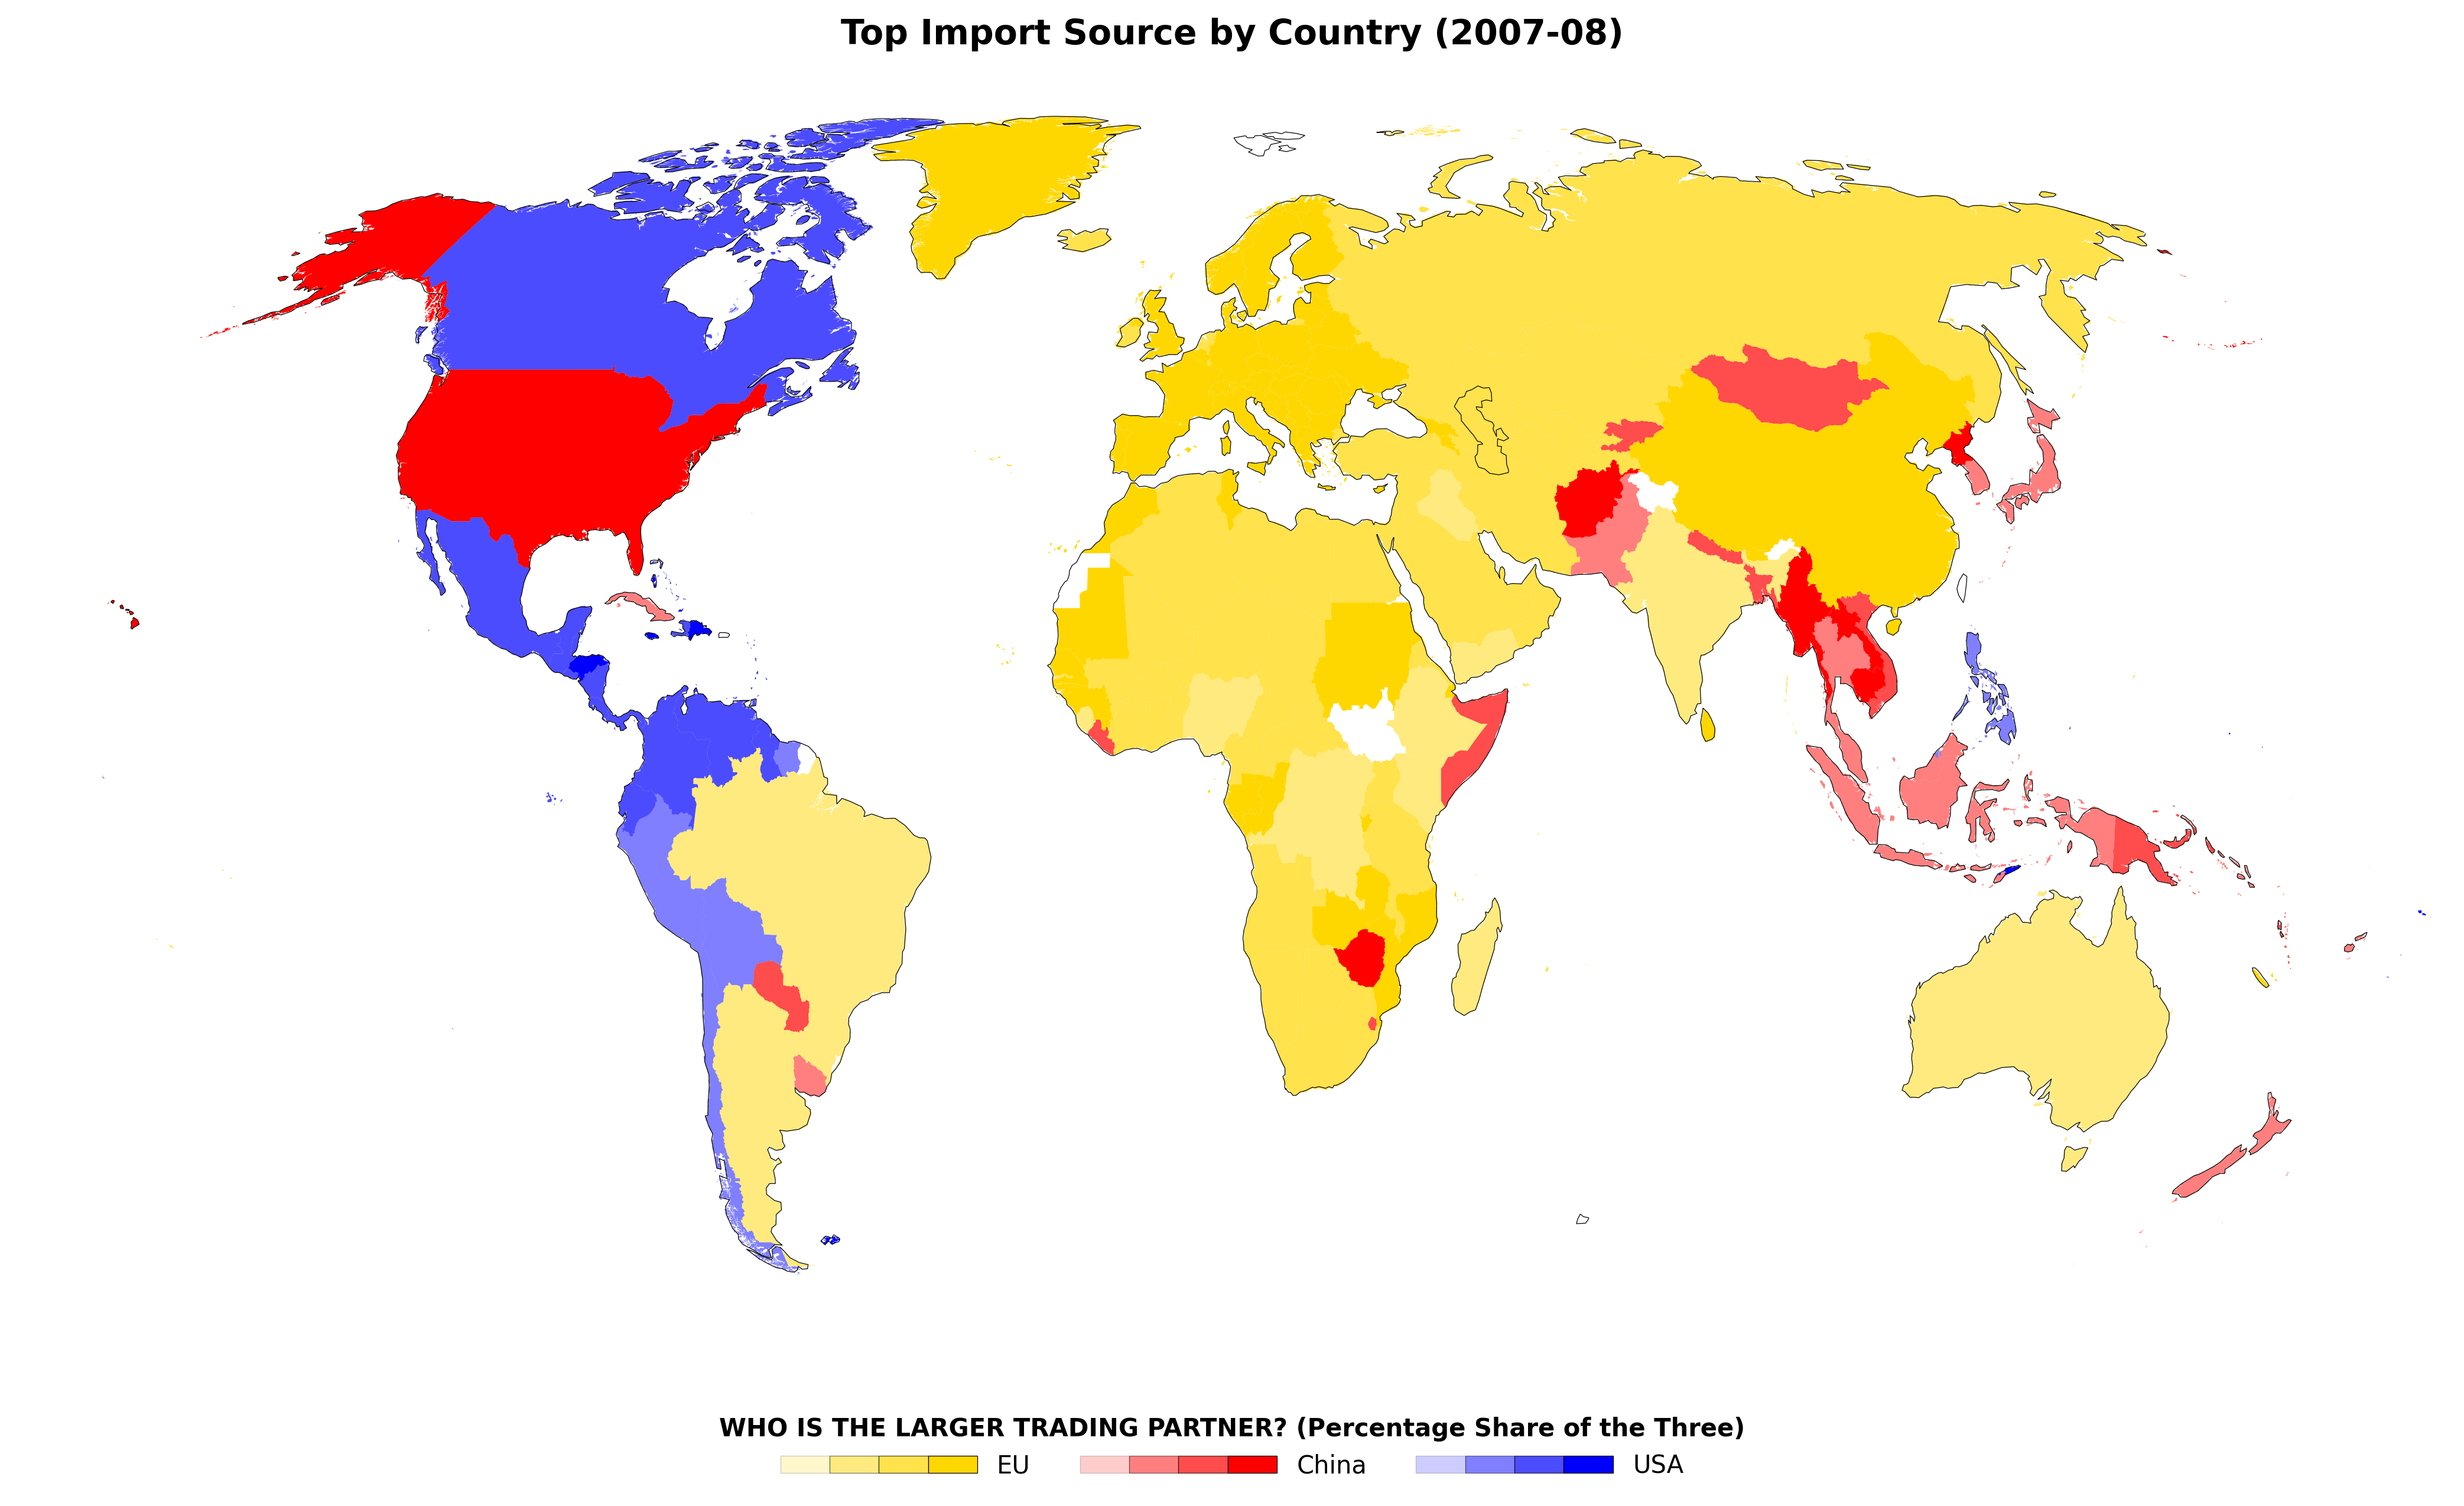 Top Import Source by Country (2007-08)
WHO IS THE LARGER TRADING PARTNER? (Percentage Share of the Three)
EU China USA